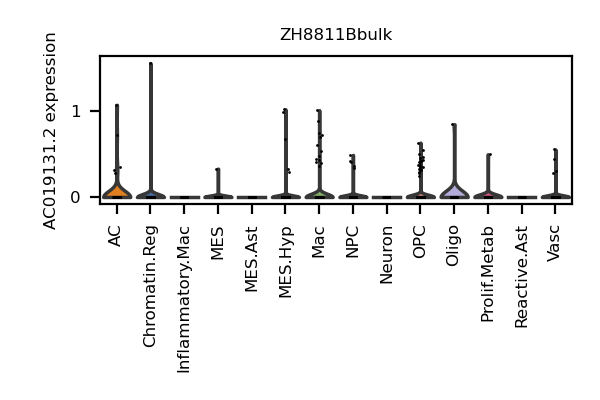 ZH8811Bbulk
AC019131.2 expression
1
0
AC
Chromatin.Reg
Inflammatory.Mac
MES
MES.Ast
MES.Hyp
Mac
NPC
Neuron
OPC
Oligo
Prolif.Metab
Reactive.Ast
Vasc